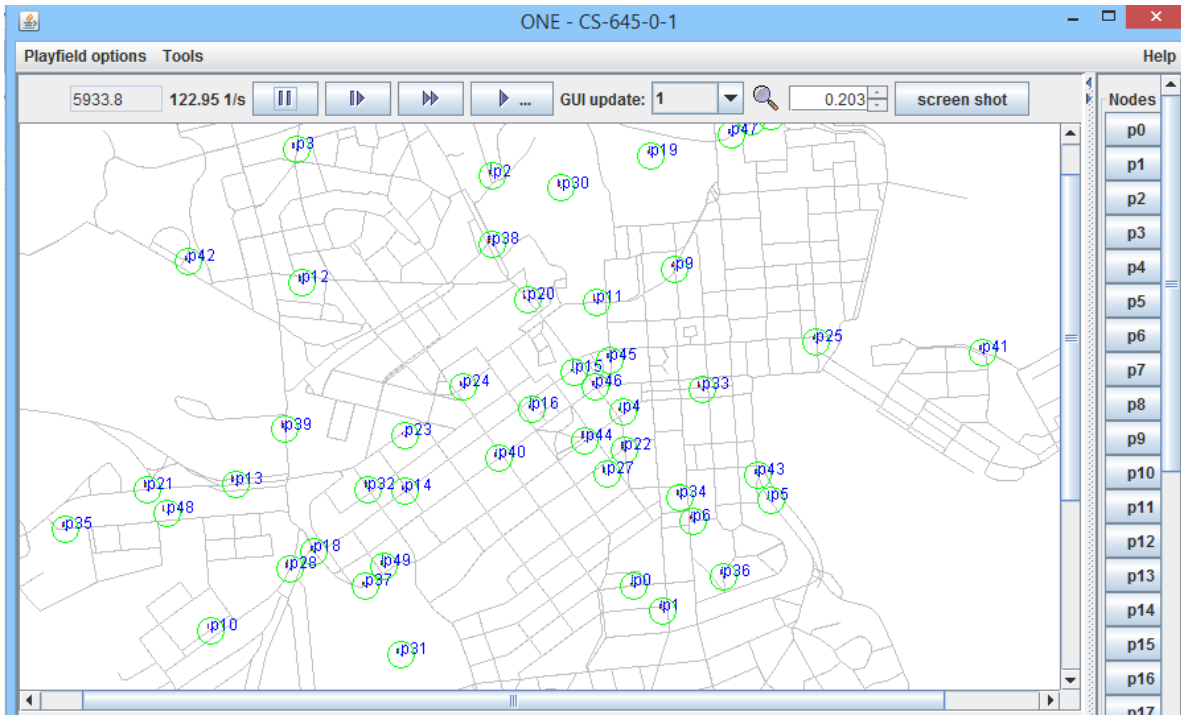 ONE - CS-645-0-1
Playfield options Tools Help
5933.8 122.95 1/s ... GUI update: 1 0.203 screen shot
Nodes
p0
p1
p2
p3
p4
p5
p6
p7
p8
p9
p10
p11
p12
p13
p14
p15
p16
p17
p47
p3
p19
p2
p30
p38
p42
p9
p12
p20
p11
p25
p41
p45
p15
p24
p46
p33
p16
p4
p39
p23
p44
p22
p40
p27
p43
p13
p21
p32
p14
p34
p5
p48
p35
p6
p18
p28
p49
p37
p36
p0
p1
p10
p31